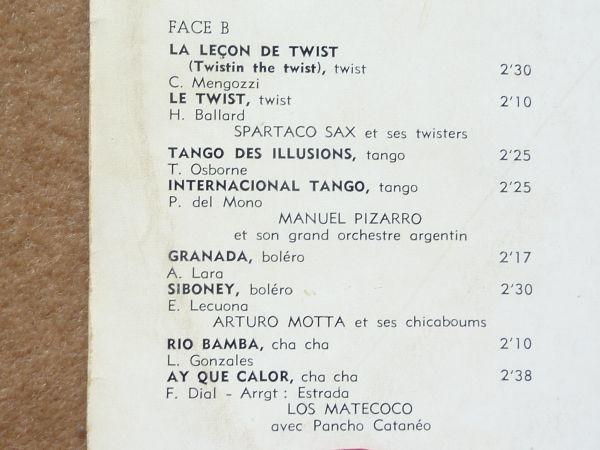 FACE B
LA LEÇON DE TWIST
(Twistin the twist), twist 2'30
C. Mengozzi
LE TWIST, twist 2'10
H. Ballard
SPARTACO SAX et ses twisters
TANGO DES ILLUSIONS, tango 2'25
T. Osborne
INTERNACIONAL TANGO, tango 2'25
P. del Mono
MANUEL PIZARRO
et son grand orchestre argentin
GRANADA, boléro 2'17
A. Lara
SIBONEY, boléro 2'30
E. Lecuona
ARTURO MOTTA et ses chicaboums
RIO BAMBA, cha cha 2'10
L. Gonzales
AY QUE CALOR, cha cha 2'38
F. Dial - Arrgt : Estrada
LOS MATECOCO
avec Pancho Catanéo